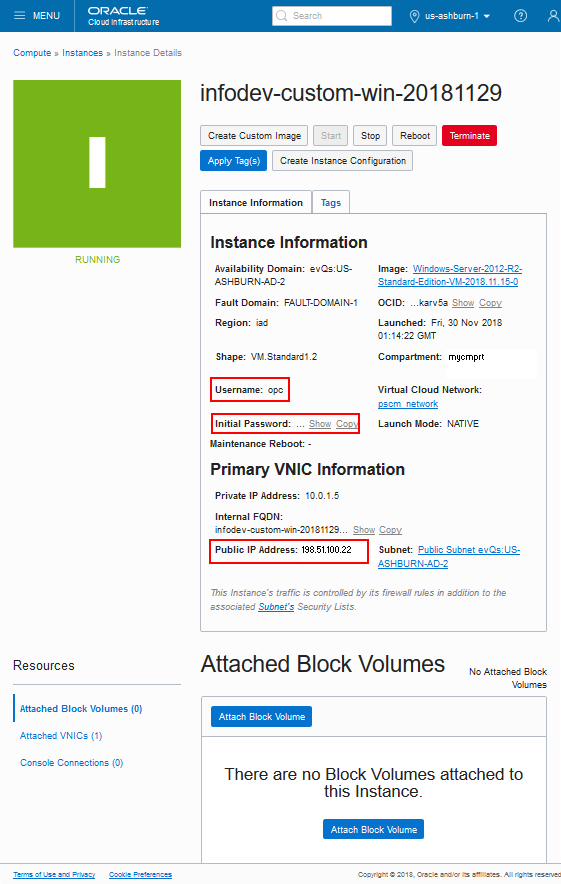 MENU
ORACLE
Cloud Infrastructure
Search
us-ashburn-1
?
Compute » Instances » Instance Details
I
RUNNING
infodev-custom-win-20181129
Create Custom Image Start Stop Reboot Terminate
Apply Tag(s) Create Instance Configuration
Instance Information Tags
Instance Information
Availability Domain: evQs:US-
ASHBURN-AD-2
Image: Windows-Server-2012-R2-
Standard-Edition-VM-2018.11.15-0
Fault Domain: FAULT-DOMAIN-1
OCID: ...karv5a Show Copy
Region: iad
Launched: Fri, 30 Nov 2018
01:14:22 GMT
Shape: VM.Standard1.2
Compartment: mycmprt
Username: opc
Virtual Cloud Network:
pscm_network
Initial Password: ... Show Copy
Launch Mode: NATIVE
Maintenance Reboot: -
Primary VNIC Information
Private IP Address: 10.0.1.5
Internal FQDN:
infodev-custom-win-20181129... Show Copy
Public IP Address: 198.51.100.22
Subnet: Public Subnet evQs:US-
ASHBURN-AD-2
This Instance's traffic is controlled by its firewall rules in addition to the
associated Subnet's Security Lists.
Resources
Attached Block Volumes (0)
Attached VNICs (1)
Console Connections (0)
Attached Block Volumes
No Attached Block
Volumes
Attach Block Volume
There are no Block Volumes attached to
this Instance.
Attach Block Volume
Terms of Use and Privacy Cookie Preferences
Copyright © 2018, Oracle and/or its affiliates. All rights reserved